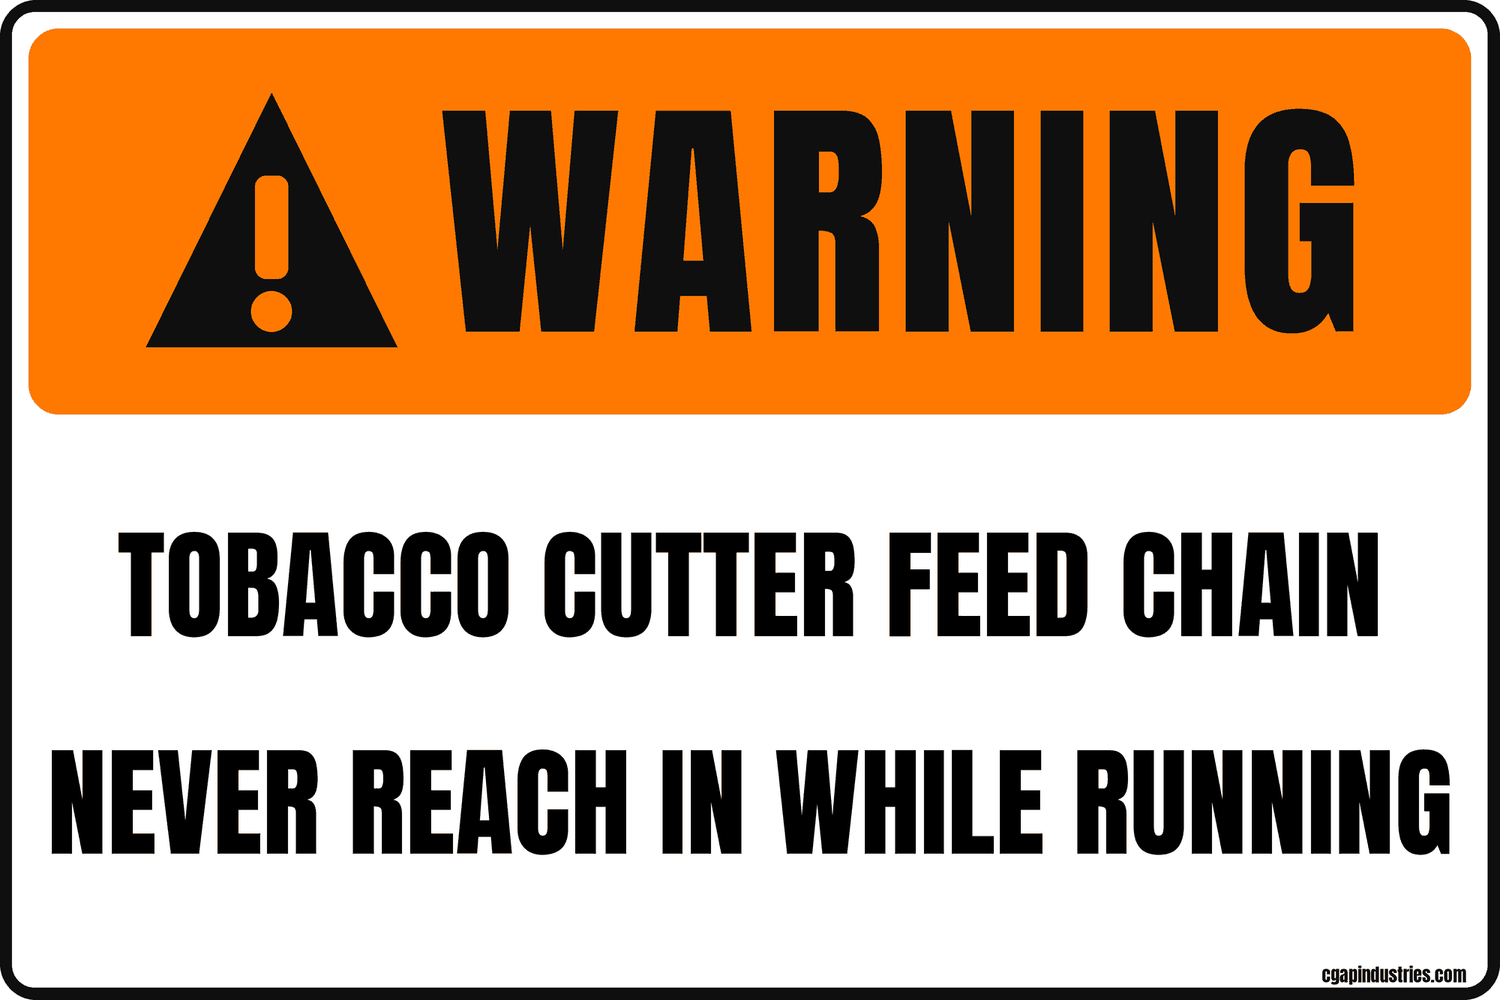 WARNING
TOBACCO CUTTER FEED CHAIN
NEVER REACH IN WHILE RUNNING
cgapindustries.com